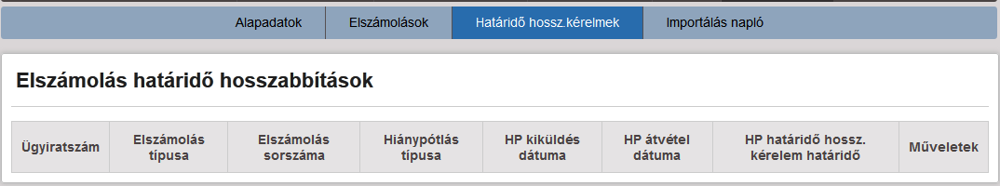 Alapadatok Elszámolások Határidő hossz.kérelmek Importálás napló
Elszámolás határidő hosszabbítások
Ügyiratszám
Elszámolás
típusa
Elszámolás
sorszáma
Hiánypótlás
típusa
HP kiküldés
dátuma
HP átvétel
dátuma
HP határidő hossz.
kérelem határidő
Műveletek